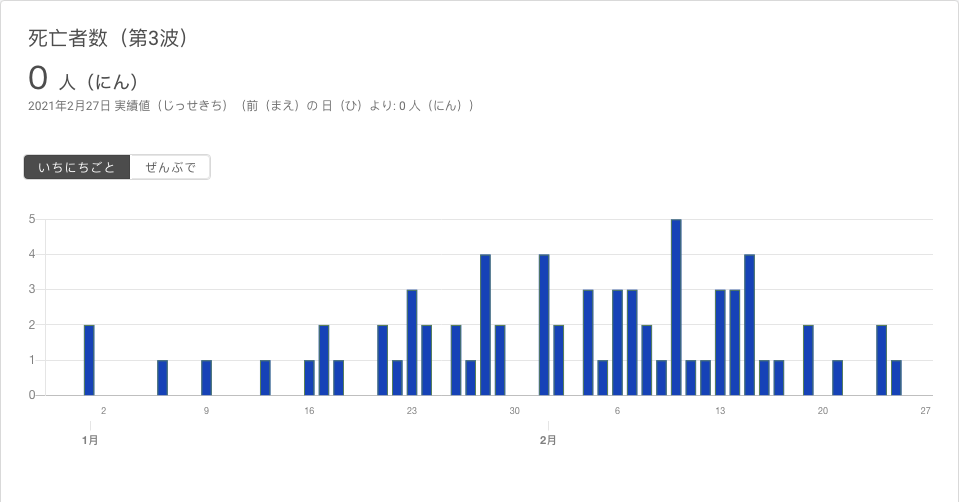 死亡者数（第3波）
0 人（にん）
2021年2月27日 実績値（じっせきち）（前（まえ）の 日（ひ）より: 0 人（にん））
いちにちごと ぜんぶで
5
4
3
2
1
0
2 9 16 23 30 6 13 20 27
1月 2月